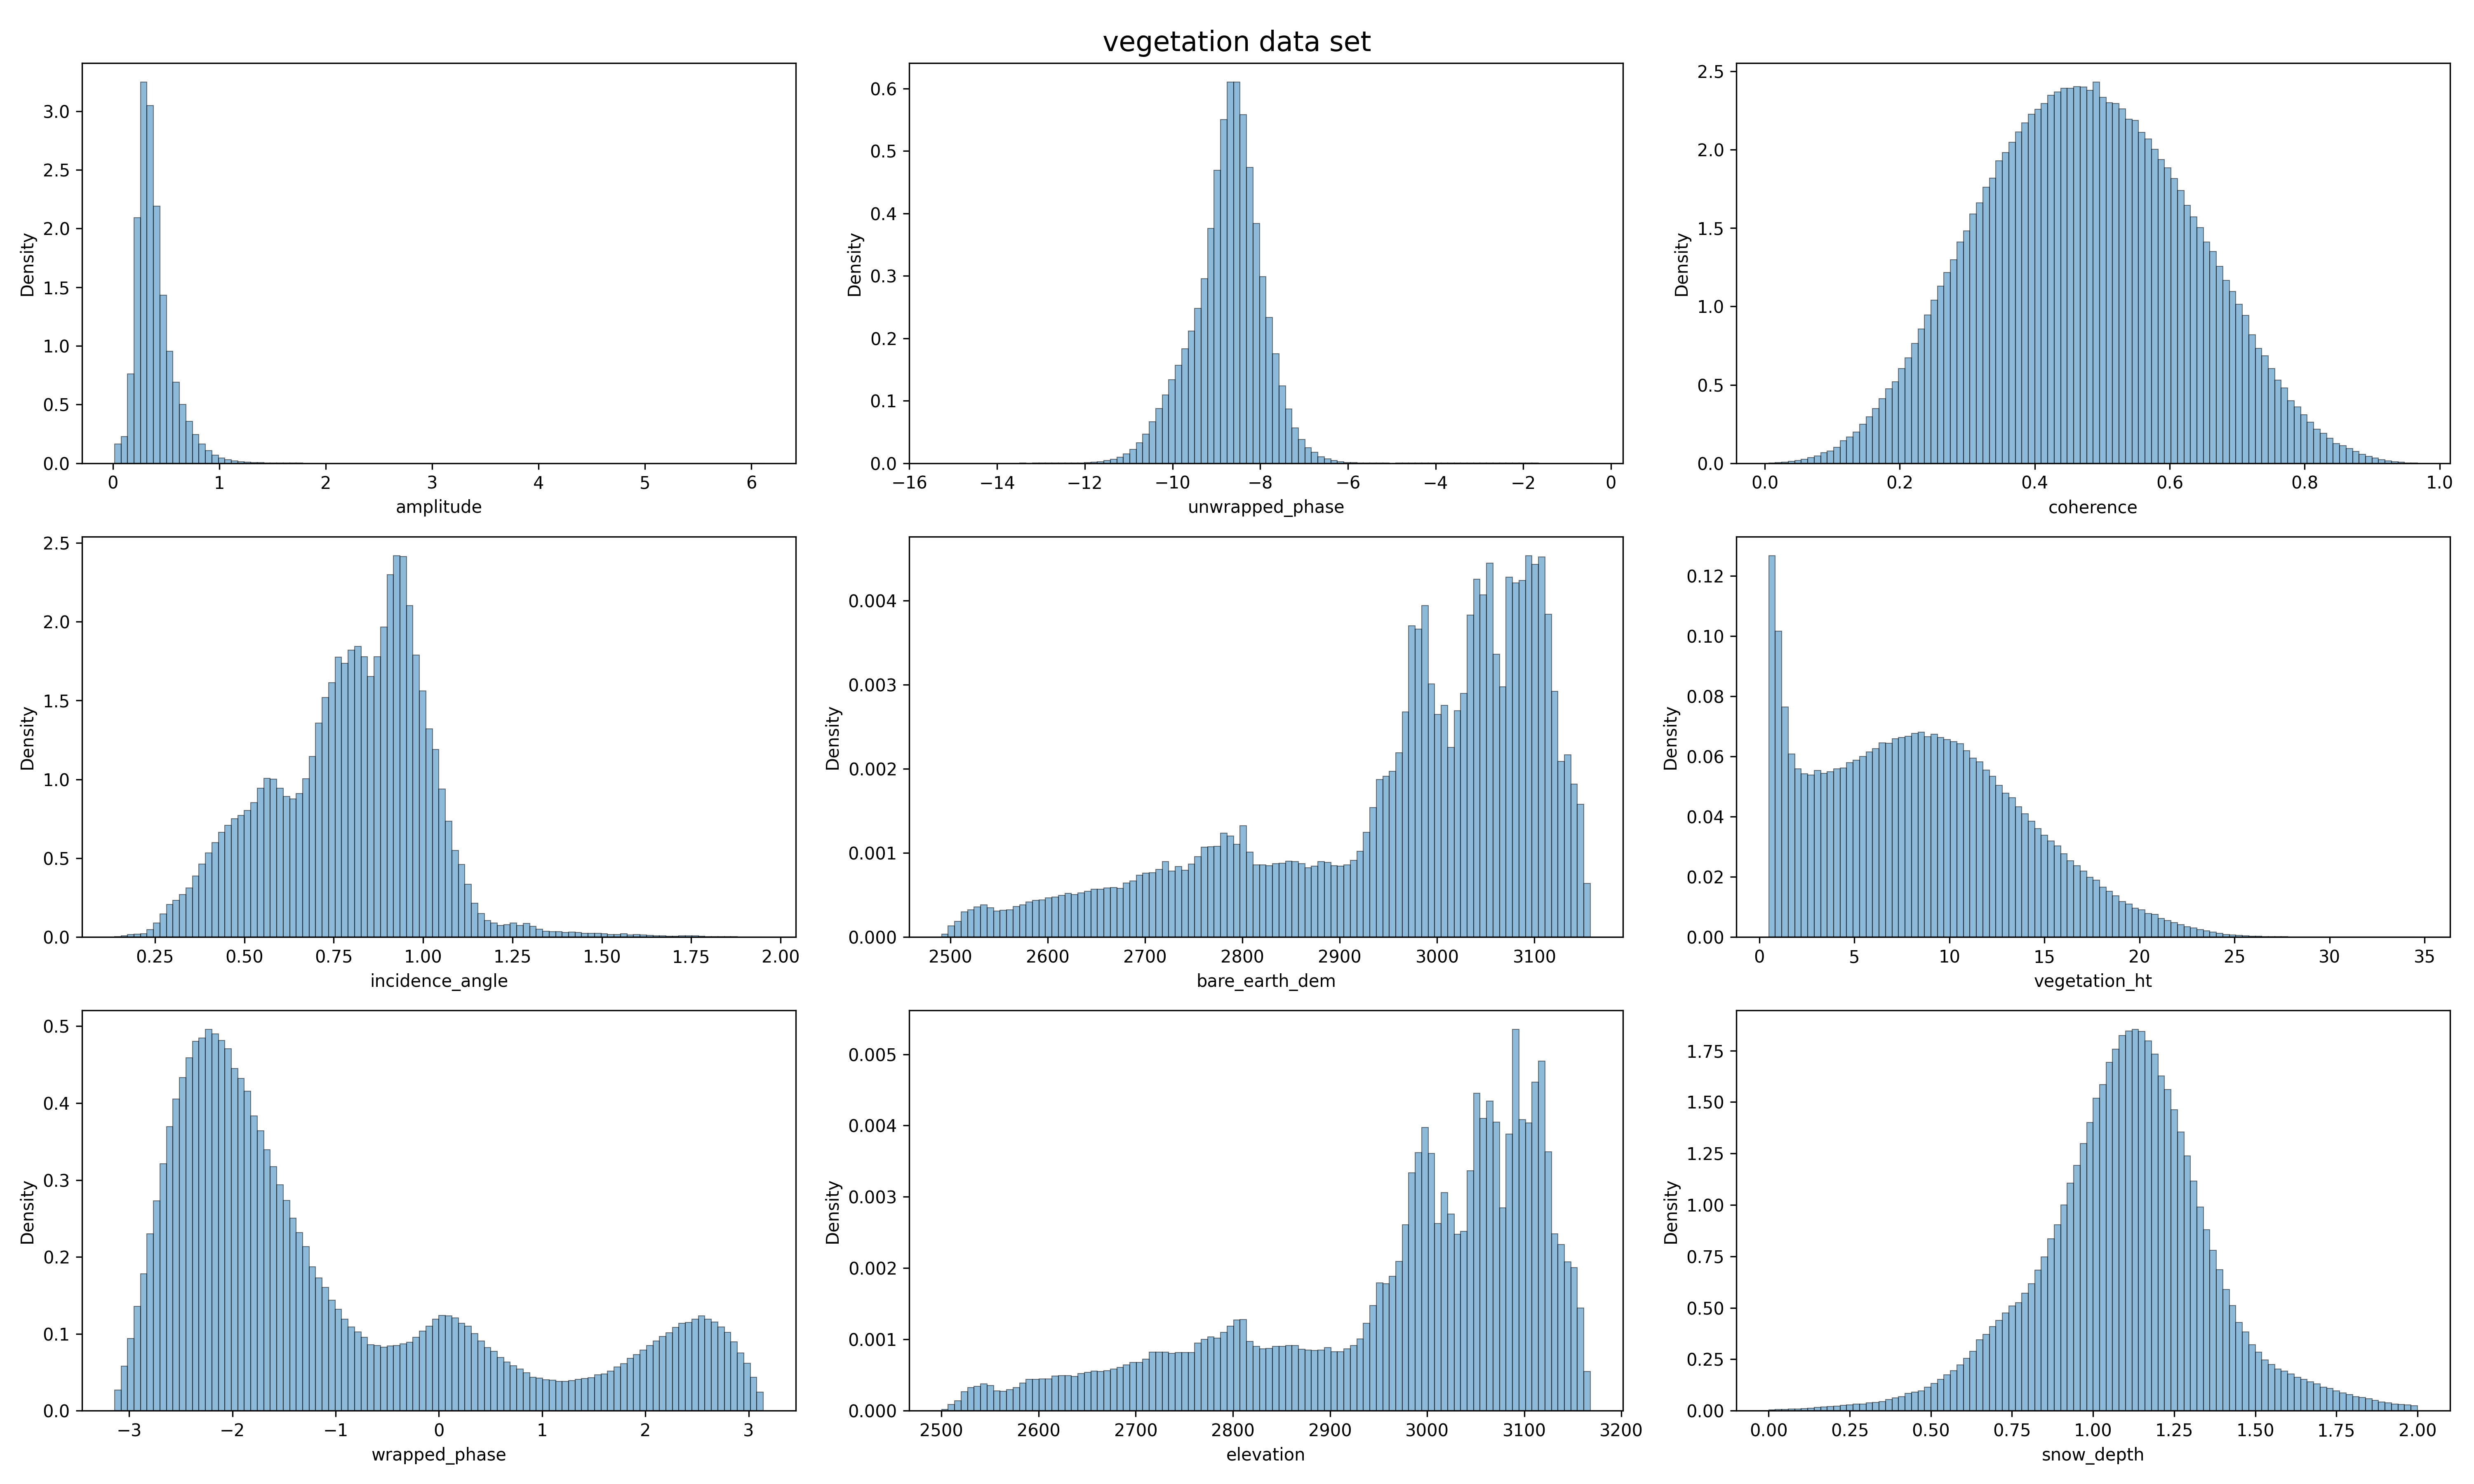 vegetation data set
Density
3.0
2.5
2.0
1.5
1.0
0.5
0.0
0 1 2 3 4 5 6
amplitude
Density
0.6
0.5
0.4
0.3
0.2
0.1
0.0
−16 −14 −12 −10 −8 −6 −4 −2 0
unwrapped_phase
Density
2.5
2.0
1.5
1.0
0.5
0.0
0.0 0.2 0.4 0.6 0.8 1.0
coherence
Density
2.5
2.0
1.5
1.0
0.5
0.0
0.25 0.50 0.75 1.00 1.25 1.50 1.75 2.00
incidence_angle
Density
0.004
0.003
0.002
0.001
0.000
2500 2600 2700 2800 2900 3000 3100
bare_earth_dem
Density
0.12
0.10
0.08
0.06
0.04
0.02
0.00
0 5 10 15 20 25 30 35
vegetation_ht
Density
0.5
0.4
0.3
0.2
0.1
0.0
−3 −2 −1 0 1 2 3
wrapped_phase
Density
0.005
0.004
0.003
0.002
0.001
0.000
2500 2600 2700 2800 2900 3000 3100 3200
elevation
Density
1.75
1.50
1.25
1.00
0.75
0.50
0.25
0.00
0.00 0.25 0.50 0.75 1.00 1.25 1.50 1.75 2.00
snow_depth